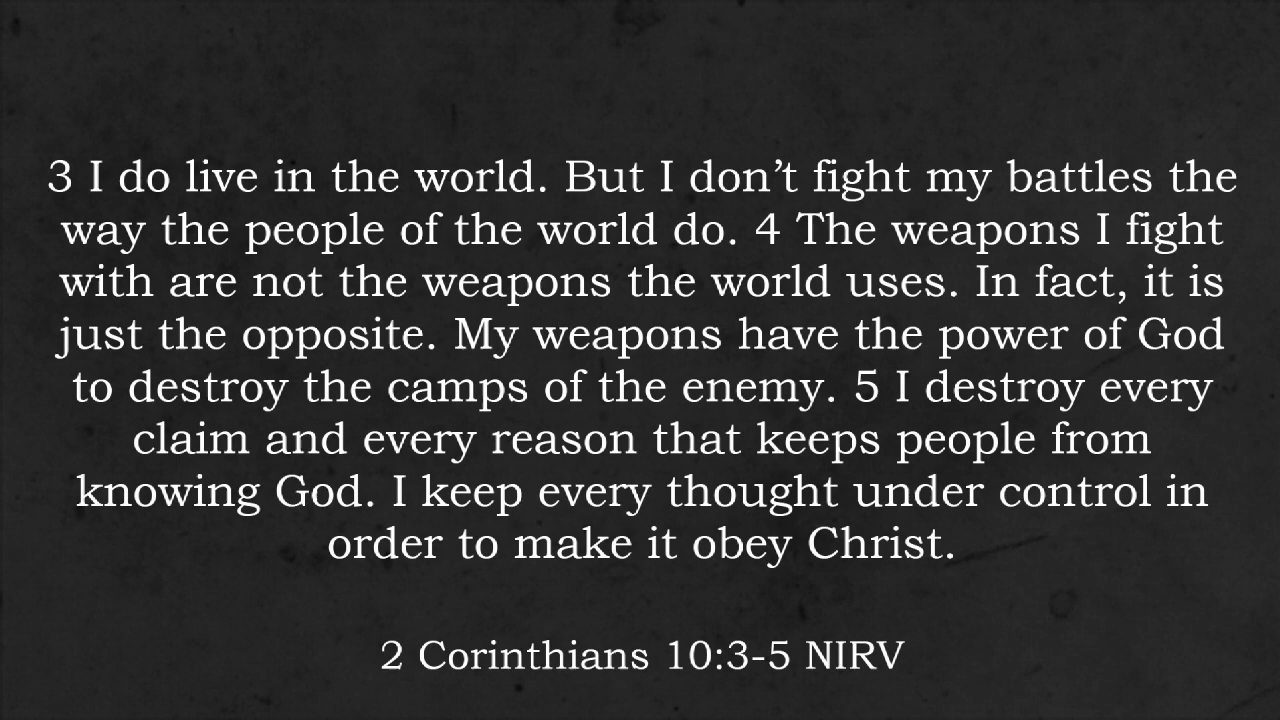 3 I do live in the world. But I don’t fight my battles the
way the people of the world do. 4 The weapons I fight
with are not the weapons the world uses. In fact, it is
just the opposite. My weapons have the power of God
to destroy the camps of the enemy. 5 I destroy every
claim and every reason that keeps people from
knowing God. I keep every thought under control in
order to make it obey Christ.
2 Corinthians 10:3-5 NIRV